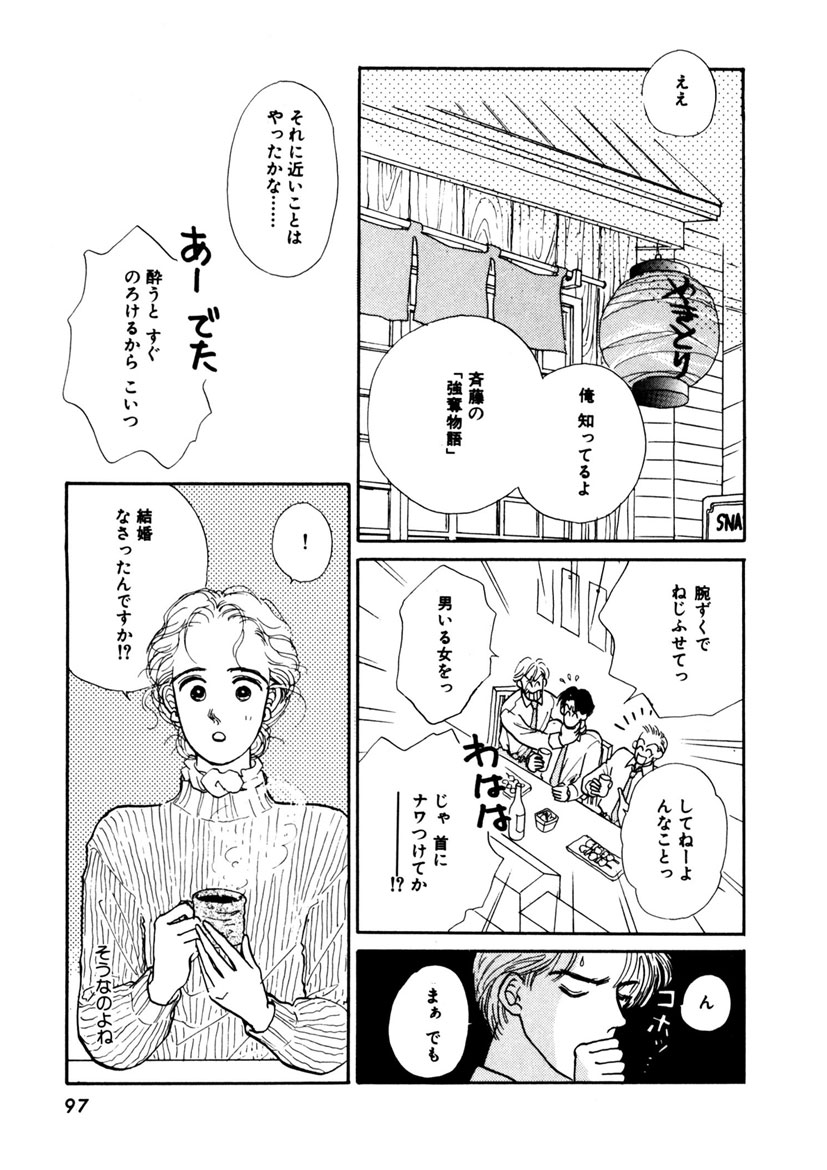 ええ
俺 知ってるよ
斉藤の
「強奪物語」
やきとり
SNA
それに近いことは
やったかな……
あー でた
酔うと すぐ
のろけるから こいつ
腕ずくで
ねじふせてっ
男いる女をっ
わはは
してねーよ
んなことっ
じゃ 首に
ナワつけてか
――!?
ん
コホッ
まぁ でも
!
結婚
なさったんですか!?
そうなのよね
97